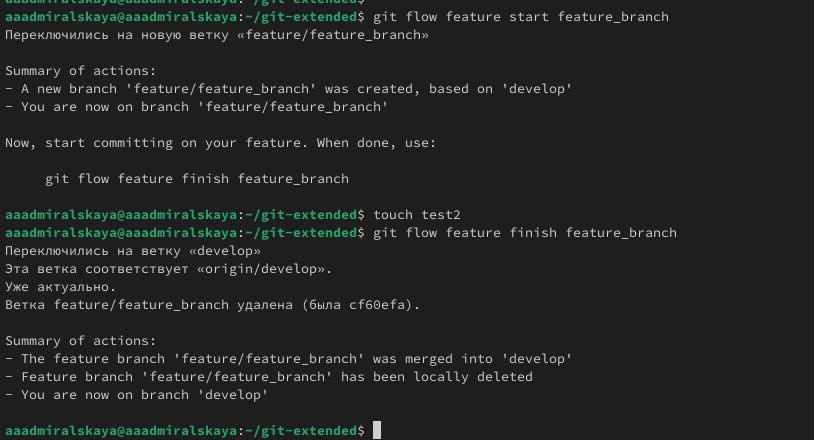 aaadmiralskaya@aaadmiralskaya:~/git-extended$
aaadmiralskaya@aaadmiralskaya:~/git-extended$ git flow feature start feature_branch
Переключились на новую ветку «feature/feature_branch»
Summary of actions:
- A new branch 'feature/feature_branch' was created, based on 'develop'
- You are now on branch 'feature/feature_branch'
Now, start committing on your feature. When done, use:
git flow feature finish feature_branch
aaadmiralskaya@aaadmiralskaya:~/git-extended$ touch test2
aaadmiralskaya@aaadmiralskaya:~/git-extended$ git flow feature finish feature_branch
Переключились на ветку «develop»
Эта ветка соответствует «origin/develop».
Уже актуально.
Ветка feature/feature_branch удалена (была cf60efa).
Summary of actions:
- The feature branch 'feature/feature_branch' was merged into 'develop'
- Feature branch 'feature/feature_branch' has been locally deleted
- You are now on branch 'develop'
aaadmiralskaya@aaadmiralskaya:~/git-extended$